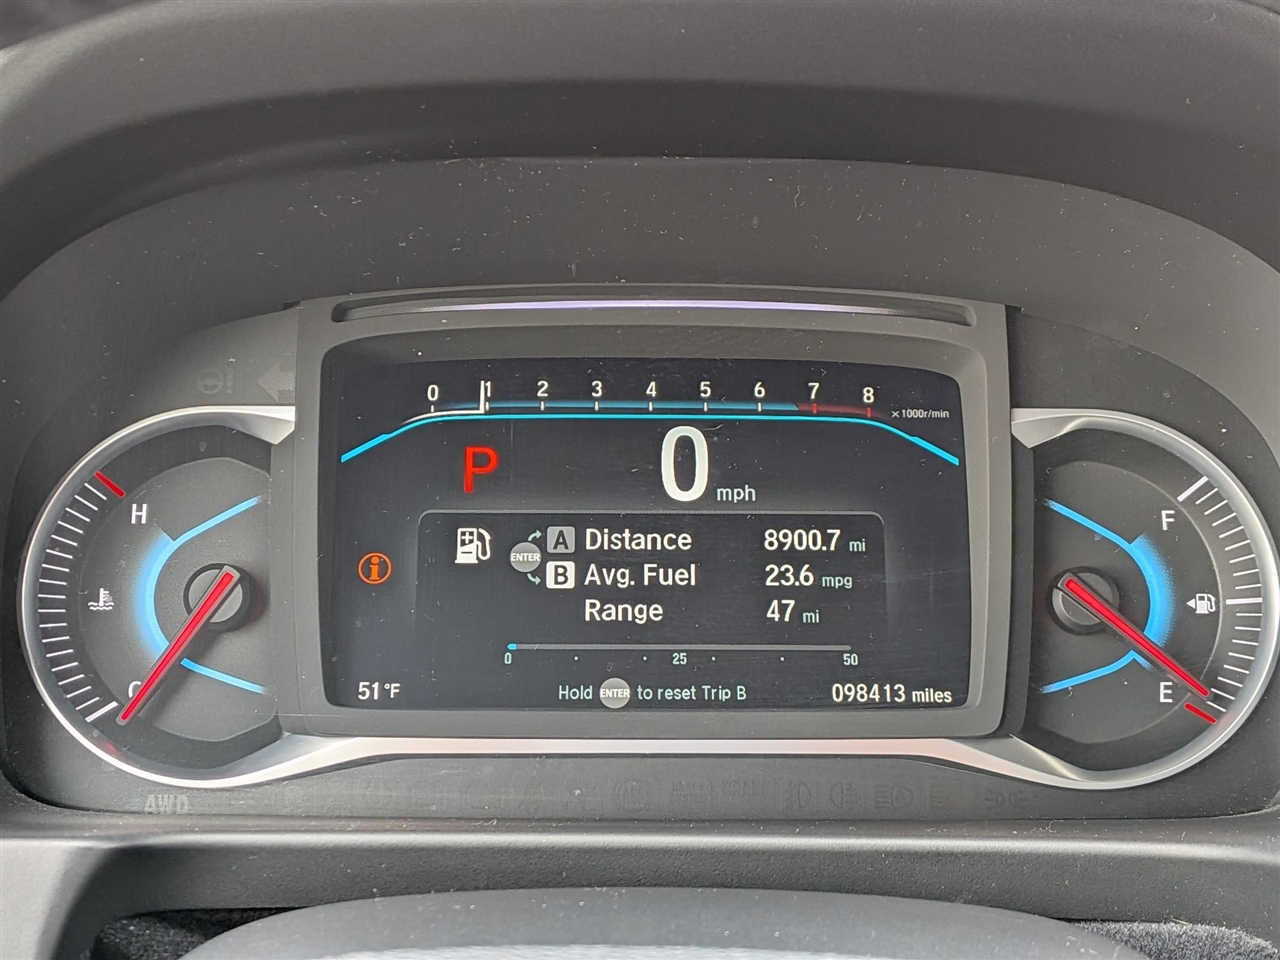 0 1 2 3 4 5 6 7 8 x1000r/min
P 0 mph
H
F
ENTER A Distance 8900.7 mi
B Avg. Fuel 23.6 mpg
Range 47 mi
i
0 25 50
C
E
51°F
Hold ENTER to reset Trip B
098413 miles
AWD